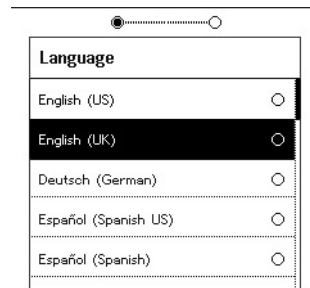 Language
English (US)
English (UK)
Deutsch (German)
Español (Spanish US)
Español (Spanish)